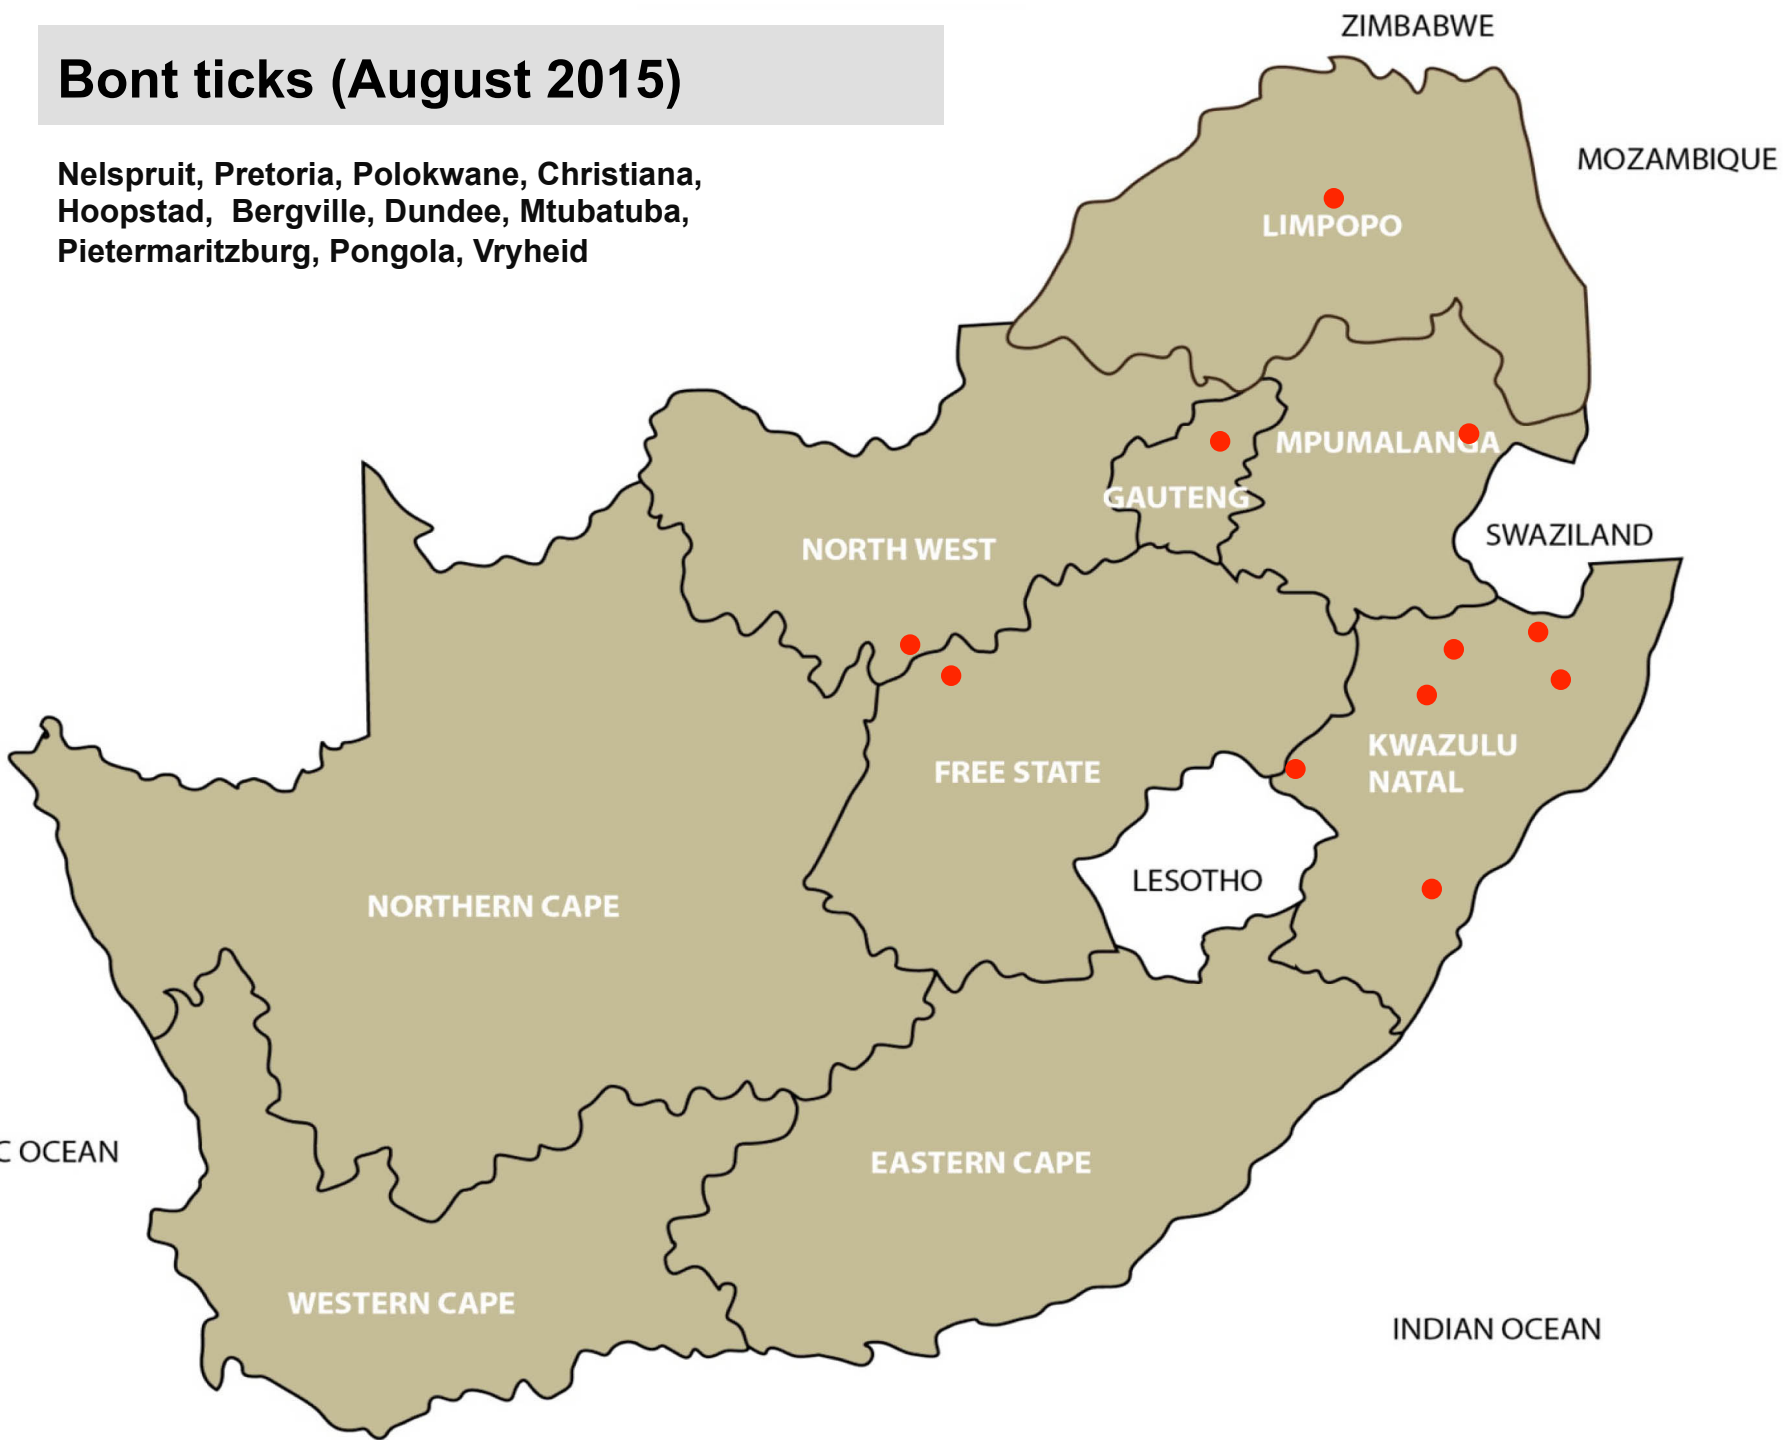 Bont ticks (August 2015)
Nelspruit, Pretoria, Polokwane, Christiana,
Hoopstad,  Bergville, Dundee, Mtubatuba,
Pietermaritzburg, Pongola, Vryheid
ZIMBABWE
MOZAMBIQUE
LIMPOPO
MPUMALANGA
GAUTENG
SWAZILAND
NORTH WEST
KWAZULU
NATAL
FREE STATE
LESOTHO
NORTHERN CAPE
C OCEAN
EASTERN CAPE
WESTERN CAPE
INDIAN OCEAN